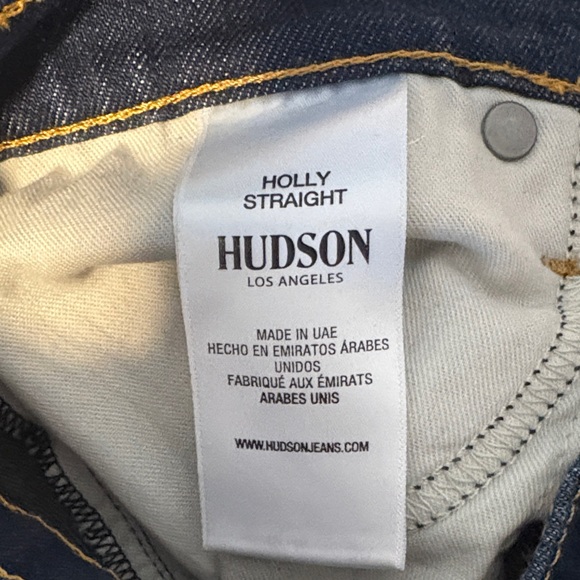 HOLLY
STRAIGHT
HUDSON
LOS ANGELES
MADE IN UAE
HECHO EN EMIRATOS ÁRABES
UNIDOS
FABRIQUÉ AUX ÉMIRATS
ARABES UNIS
WWW.HUDSONJEANS.COM